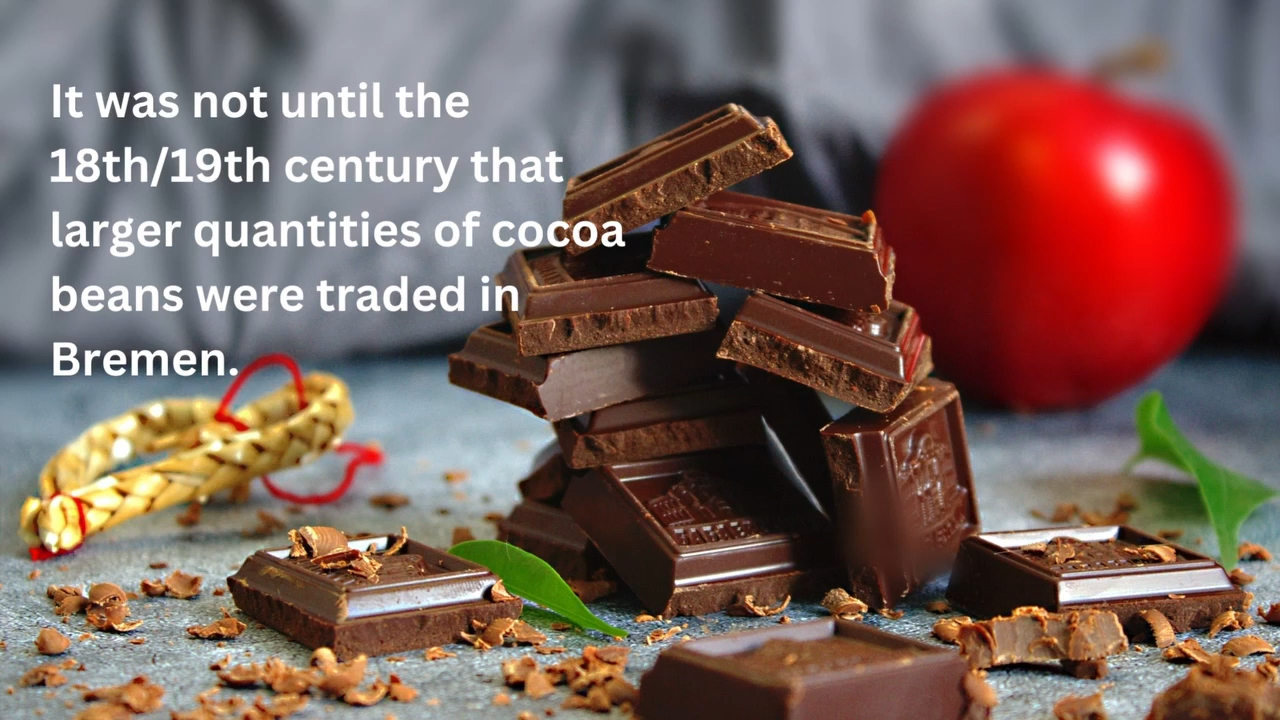 It was not until the
18th/19th century that
larger quantities of cocoa
beans were traded in
Bremen.